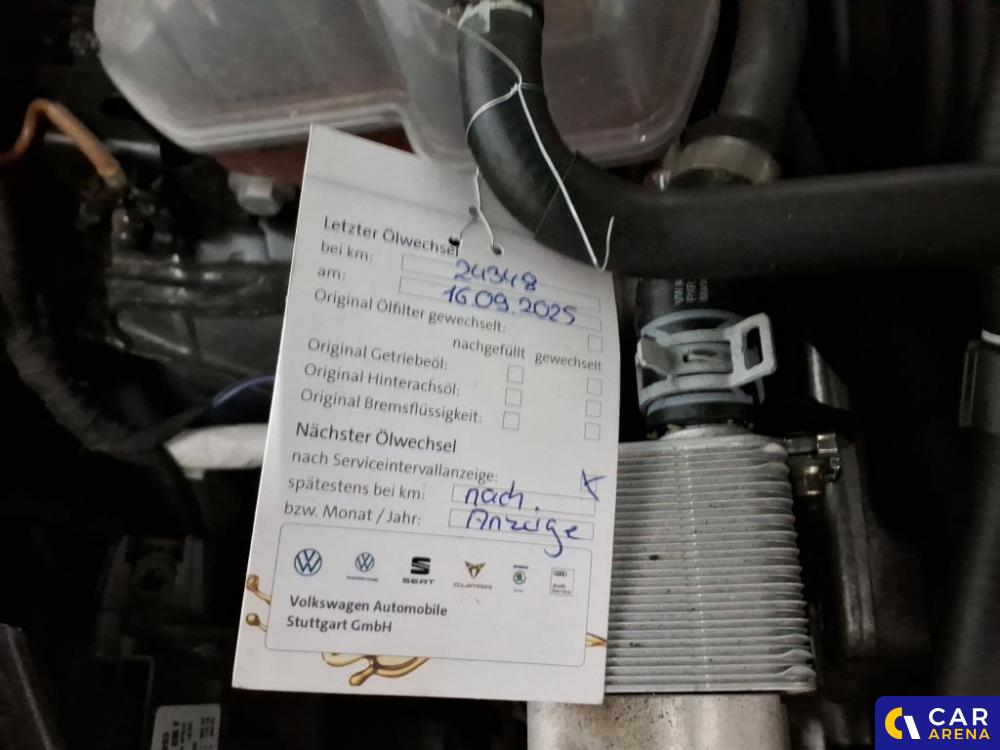 Letzter Ölwechsel
bei km: 24348
am: 16.09.2025
Original Ölfilter gewechselt:
nachgefüllt gewechselt
Original Getriebeöl:
Original Hinterachsöl:
Original Bremsflüssigkeit:
Nächster Ölwechsel
nach Serviceintervallanzeige:
spätestens bei km: nach.
bzw. Monat / Jahr: Anzeige
SEAT
CUPRA
Audi
Service
Volkswagen Automobile
Stuttgart GmbH
CAR
ARENA